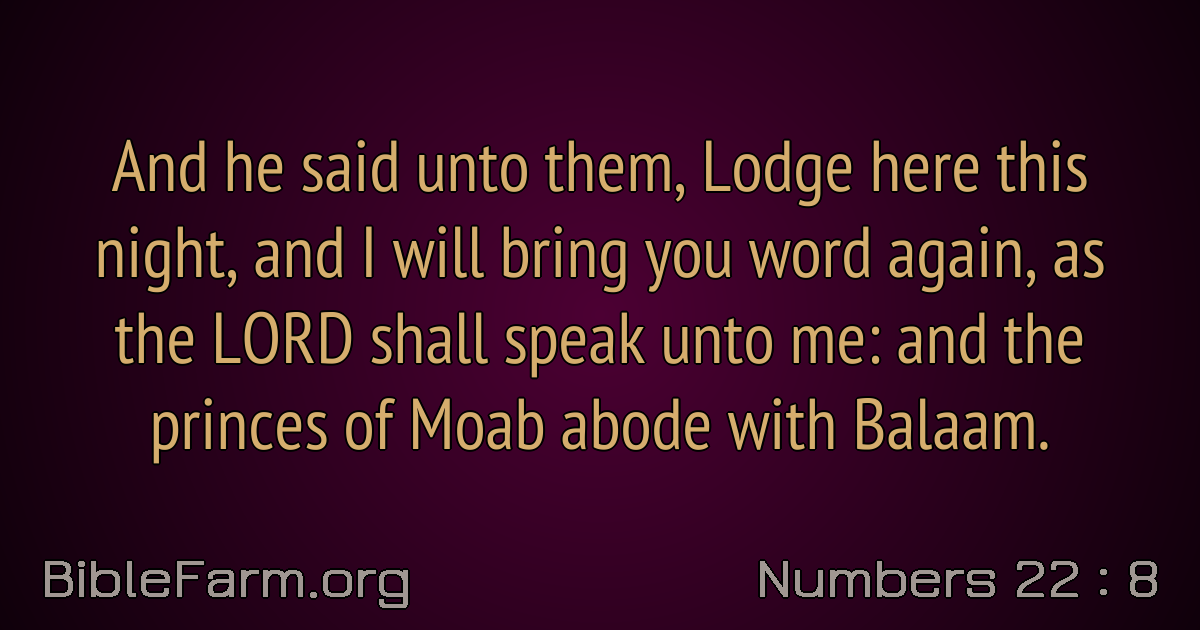 And he said unto them, Lodge here this
night, and I will bring you word again, as
the LORD shall speak unto me: and the
princes of Moab abode with Balaam.
BibleFarm.org
Numbers 22 : 8